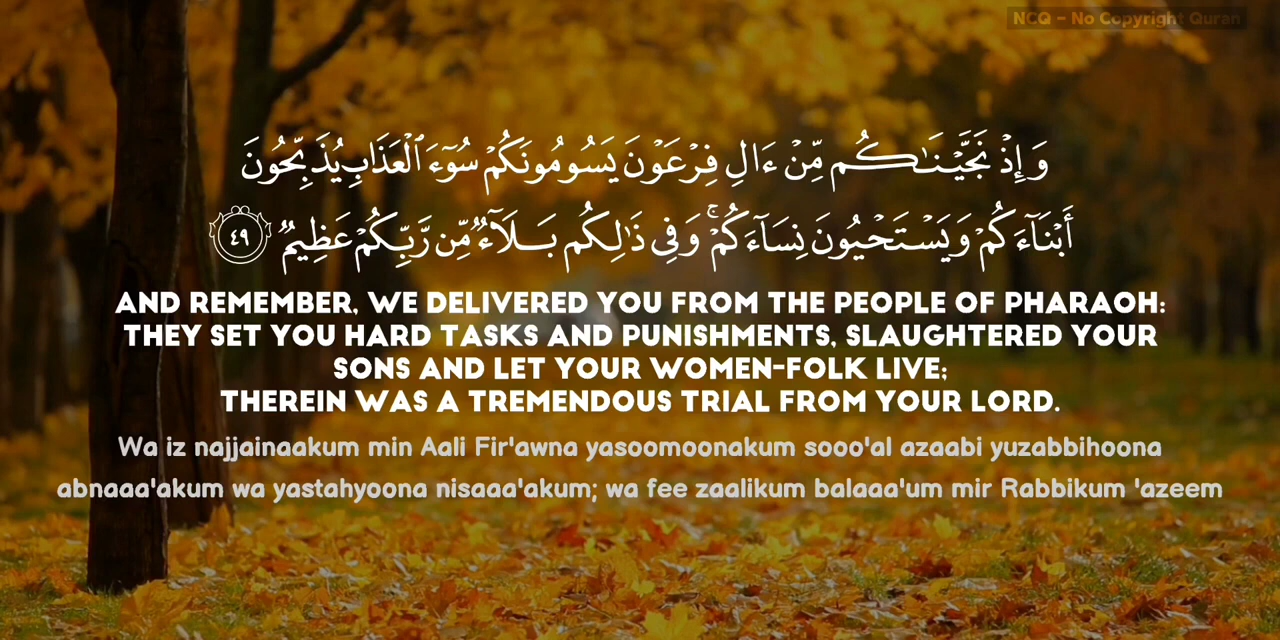 NCQ - No Copyright Quran
وَإِذْ نَجَّيْنَـٰكُم مِّنْ ءَالِ فِرْعَوْنَ يَسُومُونَكُمْ سُوٓءَ ٱلْعَذَابِ يُذَبِّحُونَ
أَبْنَآءَكُمْ وَيَسْتَحْيُونَ نِسَآءَكُمْ ۚ وَفِى ذَٰلِكُم بَلَآءٌ مِّن رَّبِّكُمْ عَظِيمٌ ٤٩
AND REMEMBER, WE DELIVERED YOU FROM THE PEOPLE OF PHARAOH:
THEY SET YOU HARD TASKS AND PUNISHMENTS, SLAUGHTERED YOUR
SONS AND LET YOUR WOMEN-FOLK LIVE;
THEREIN WAS A TREMENDOUS TRIAL FROM YOUR LORD.
Wa iz najjainaakum min Aali Fir'awna yasoomoonakum sooo'al azaabi yuzabbihoona
abnaaa'akum wa yastahyoona nisaaa'akum; wa fee zaalikum balaaa'um mir Rabbikum 'azeem